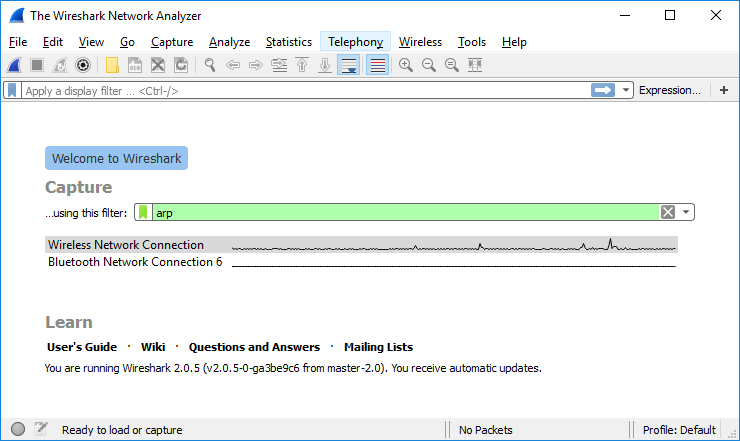 The Wireshark Network Analyzer
File Edit View Go Capture Analyze Statistics Telephony Wireless Tools Help
Apply a display filter ... <Ctrl-/> Expression... +
Welcome to Wireshark
Capture
...using this filter: arp
Wireless Network Connection
Bluetooth Network Connection 6
Learn
User's Guide · Wiki · Questions and Answers · Mailing Lists
You are running Wireshark 2.0.5 (v2.0.5-0-ga3be9c6 from master-2.0). You receive automatic updates.
Ready to load or capture No Packets Profile: Default